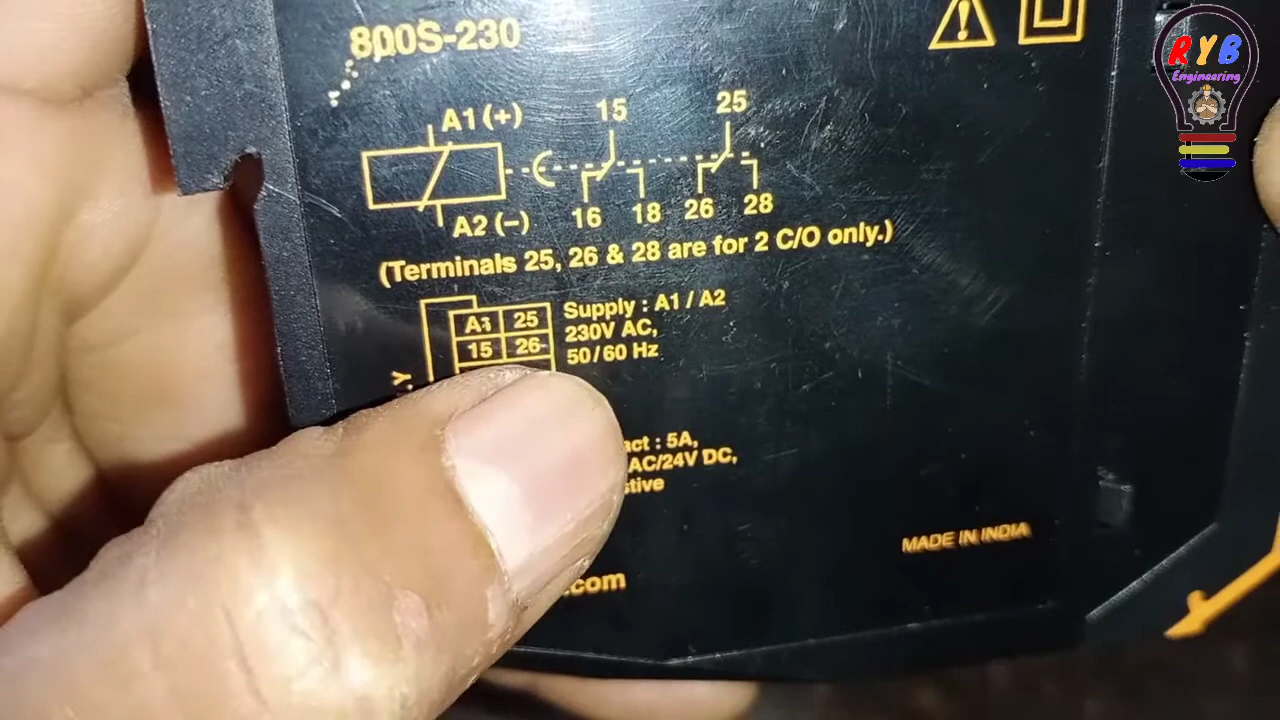 800S-230
A1 (+)
15
25
A2 (–)
16
18
26
28
(Terminals 25, 26 & 28 are for 2 C/O only.)
A1 25
15 26
Supply : A1 / A2
230V AC,
50 / 60 Hz
: 5A,
AC/24V DC,
MADE IN INDIA
.com
RYB
Engineering